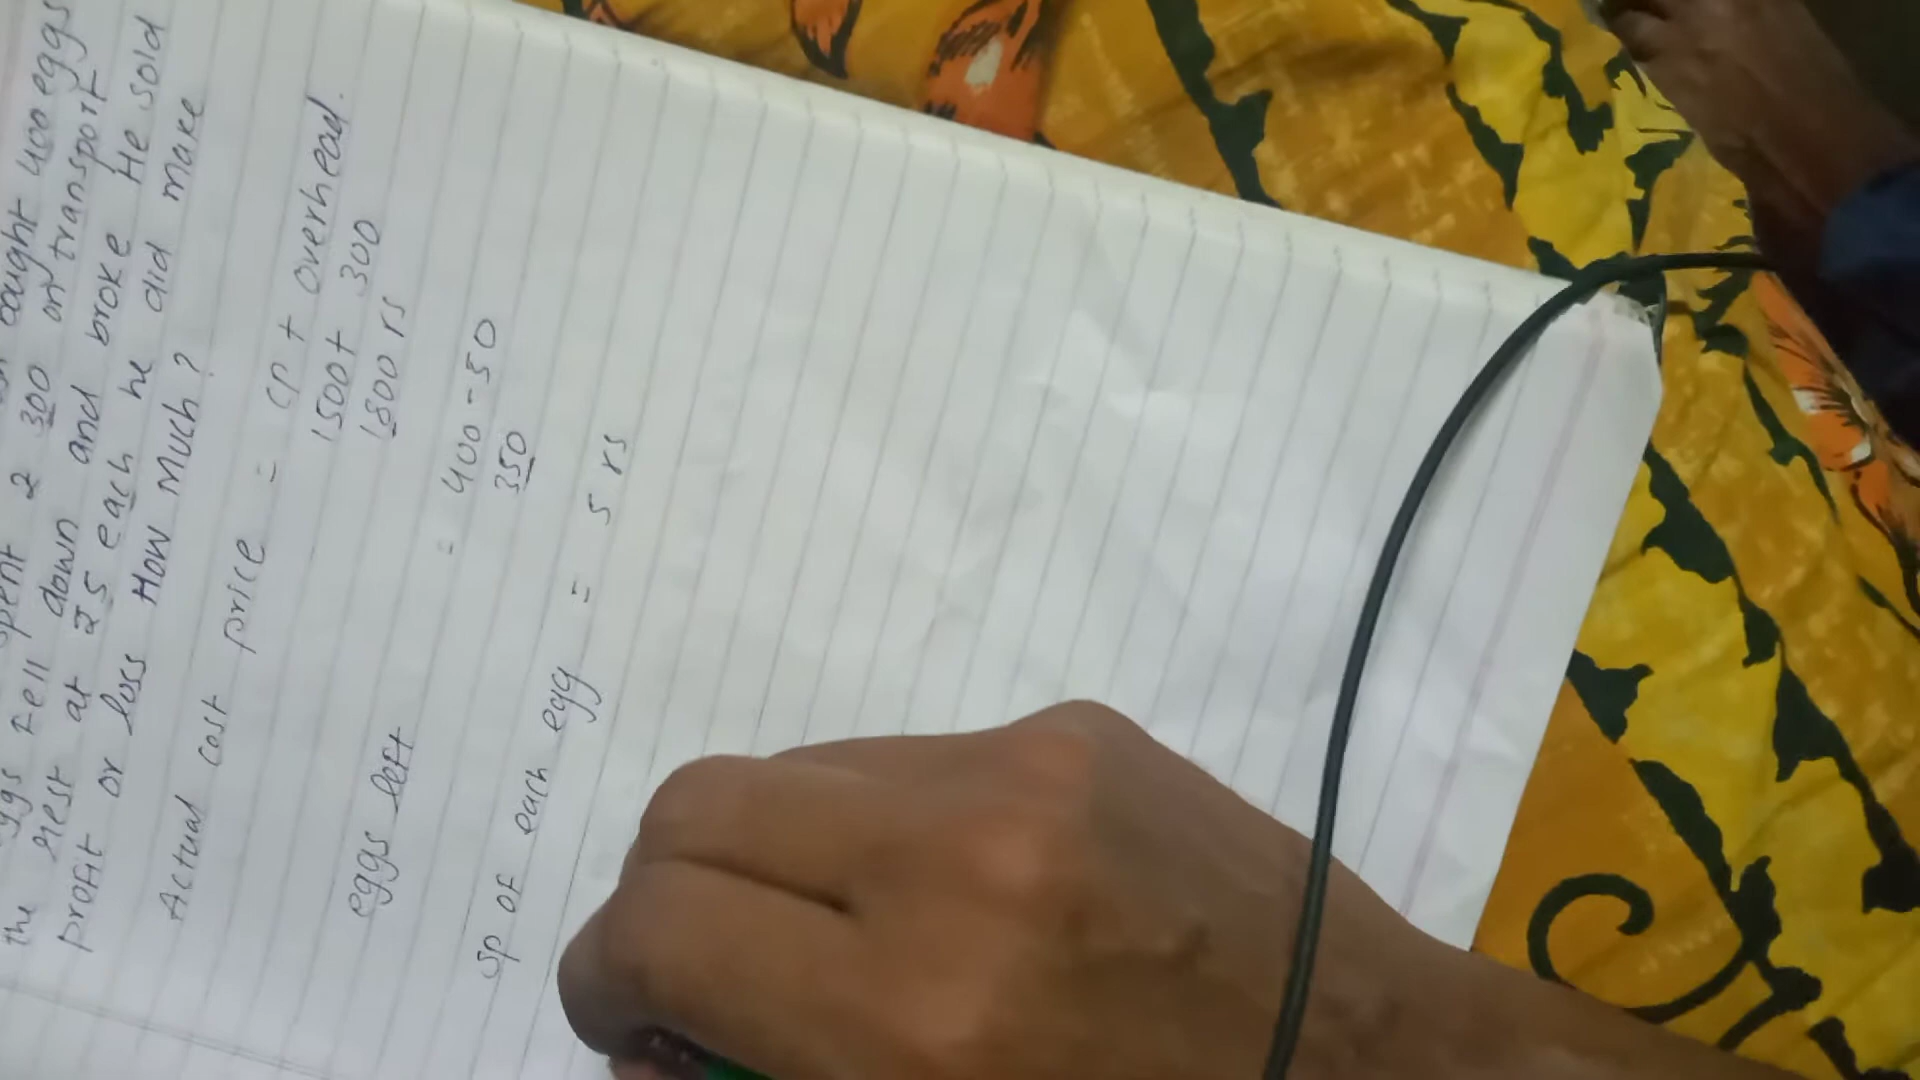 bought 400 eggs
spent 2 300 on transport
the eggs fell down and broke He sold
rest at 2 5 each he did make
profit or loss How Much ?
Actual cost price = CP + overhead.
1500 + 300
1800 rs
eggs left = 400 - 50
350
SP of each egg = 5 rs